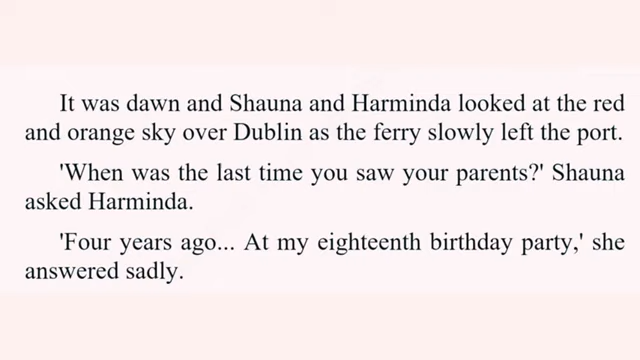 It was dawn and Shauna and Harminda looked at the red
and orange sky over Dublin as the ferry slowly left the port.
'When was the last time you saw your parents?' Shauna
asked Harminda.
'Four years ago... At my eighteenth birthday party,' she
answered sadly.